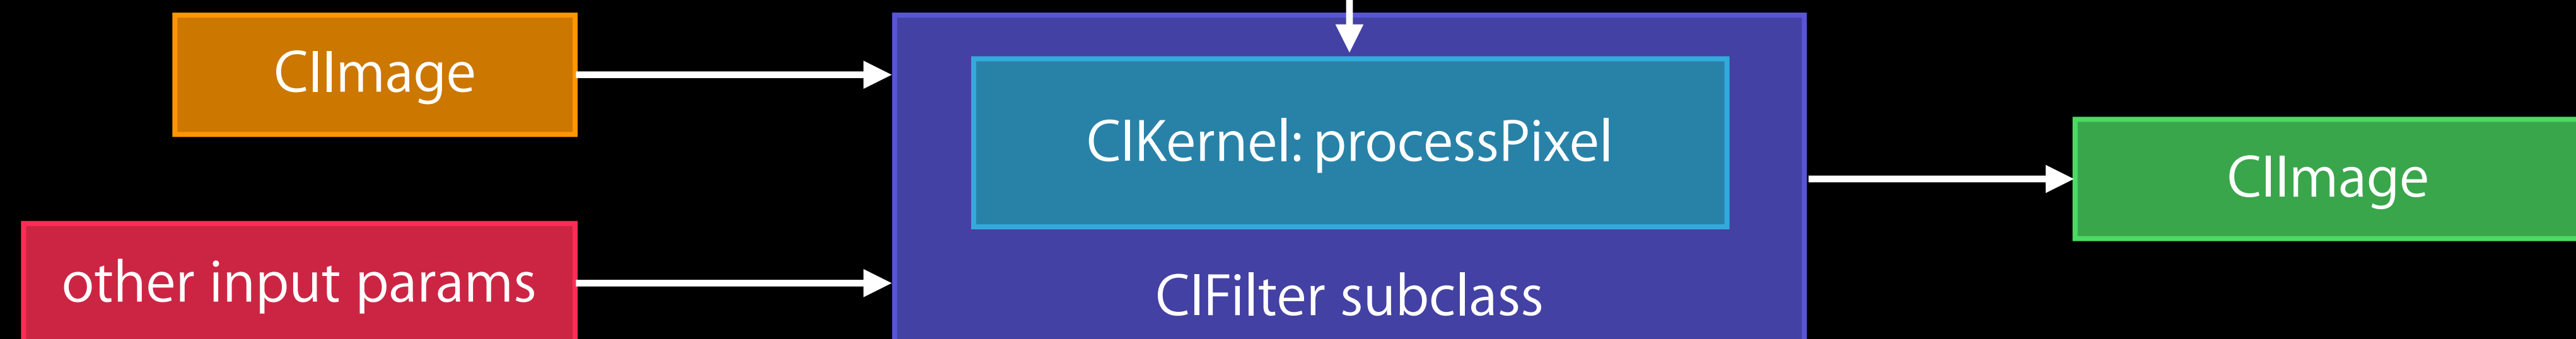 CIImage
CIKernel: processPixel
CIImage
other input params
CIFilter subclass